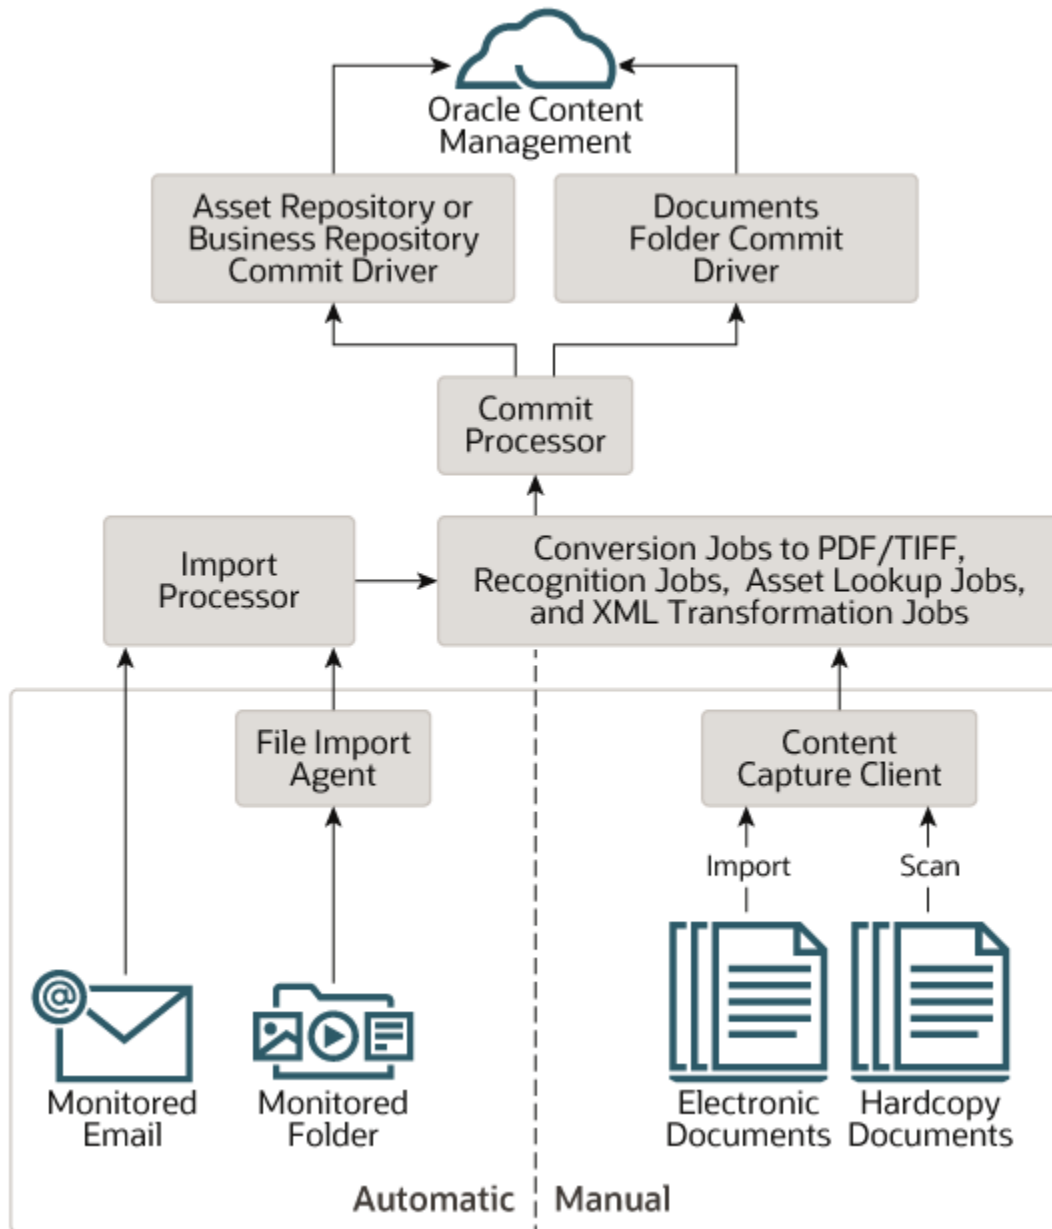 Oracle Content
Management
Asset Repository or
Business Repository
Commit Driver
Documents
Folder Commit
Driver
Commit
Processor
Import
Processor
Conversion Jobs to PDF/TIFF,
Recognition Jobs, Asset Lookup Jobs,
and XML Transformation Jobs
File Import
Agent
Content
Capture Client
Import
Scan
@
Monitored
Email
Monitored
Folder
Electronic
Documents
Hardcopy
Documents
Automatic
Manual